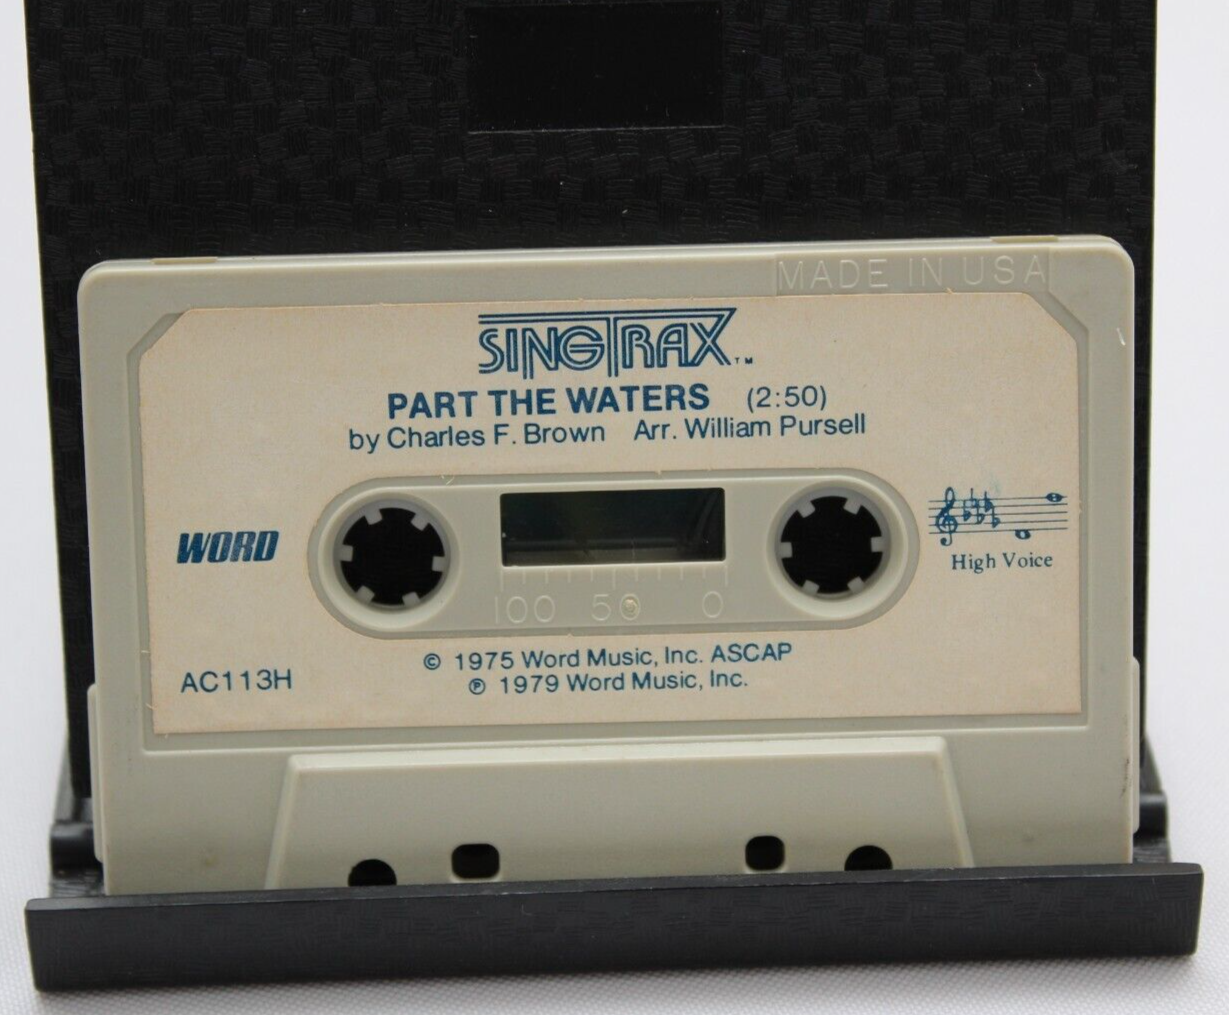 MADE IN USA
SINGTRAX™
PART THE WATERS (2:50)
by Charles F. Brown Arr. William Pursell
WORD
High Voice
100 50 0
AC113H
© 1975 Word Music, Inc. ASCAP
℗ 1979 Word Music, Inc.